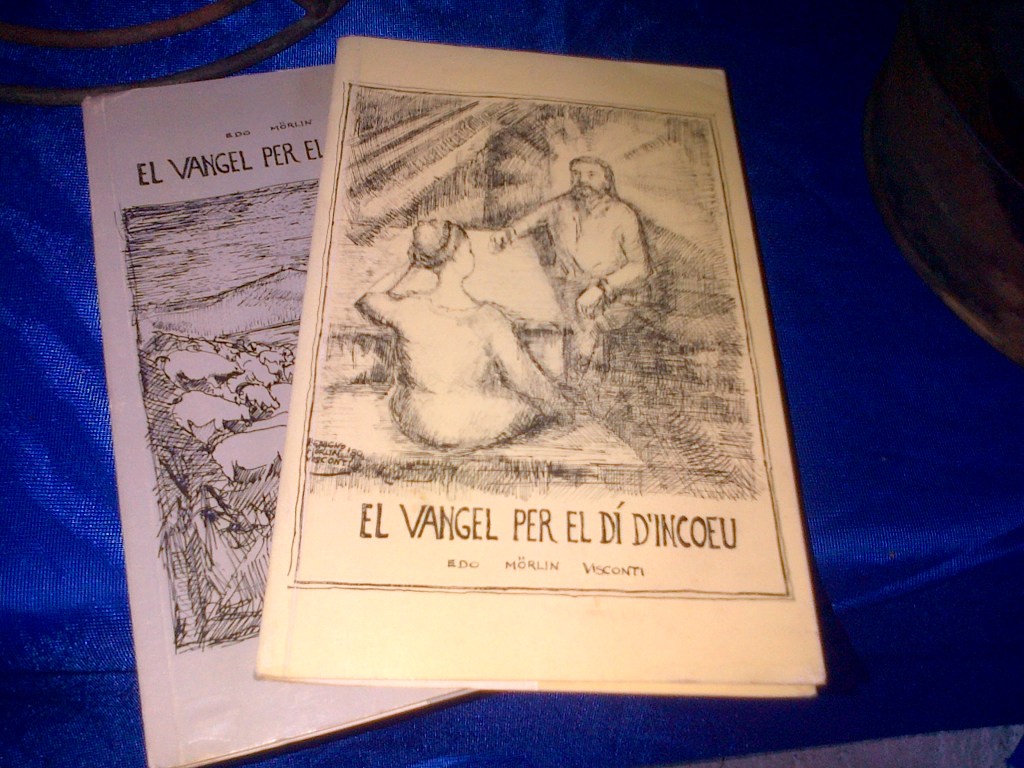 EDO MÖRLIN
EL VANGEL PER EL
EL VANGEL PER EL DÍ D'INCOEU
EDO MÖRLIN VISCONTI